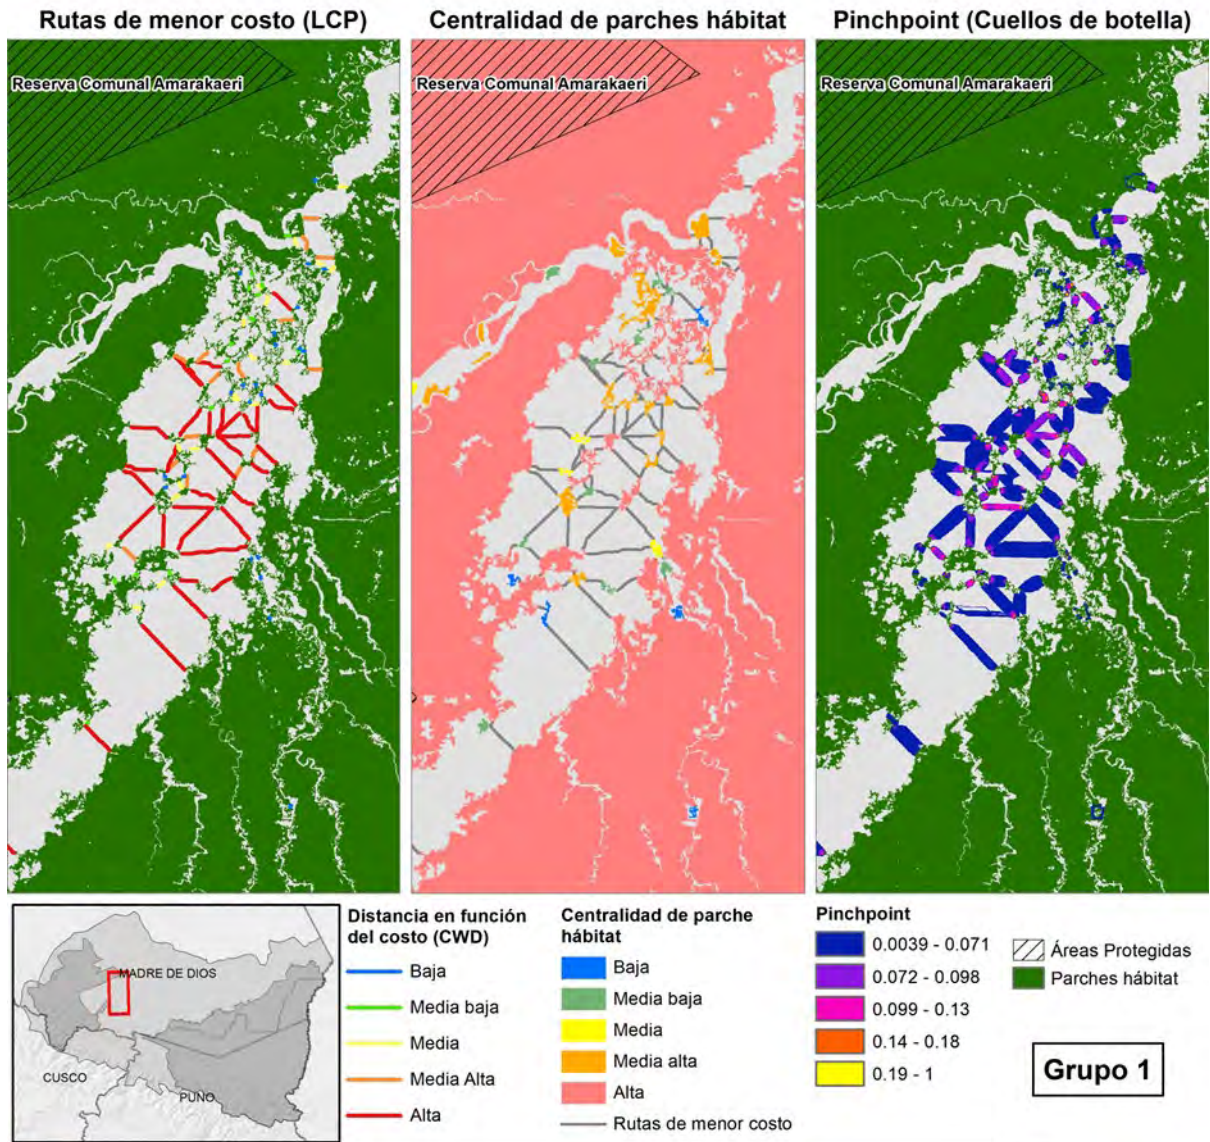 Rutas de menor costo (LCP)
Centralidad de parches hábitat
Pinchpoint (Cuellos de botella)
Reserva Comunal Amarakaeri
Reserva Comunal Amarakaeri
Reserva Comunal Amarakaeri
MADRE DE DIOS
CUSCO
PUNO
Distancia en función
del costo (CWD)
Baja
Media baja
Media
Media Alta
Alta
Centralidad de parche
hábitat
Baja
Media baja
Media
Media alta
Alta
Rutas de menor costo
Pinchpoint
0.0039 - 0.071
0.072 - 0.098
0.099 - 0.13
0.14 - 0.18
0.19 - 1
Áreas Protegidas
Parches hábitat
Grupo 1